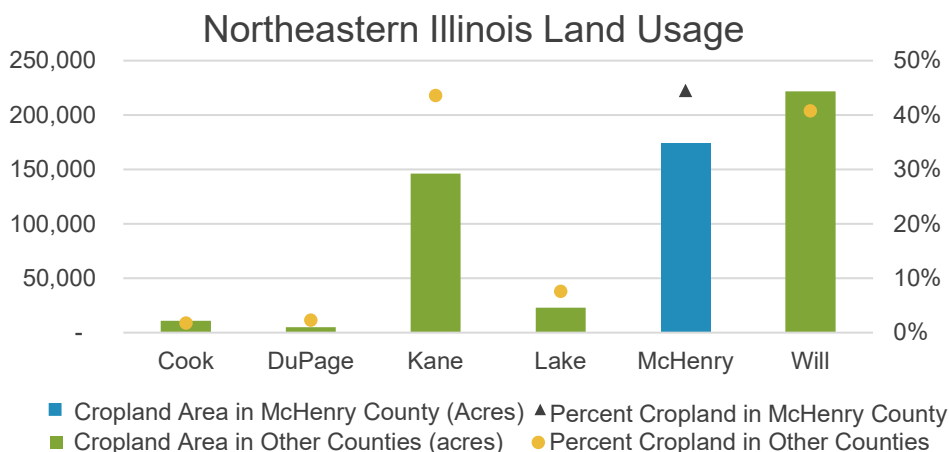 Northeastern Illinois Land Usage
250,000 50%
200,000 40%
150,000 30%
100,000 20%
50,000 10%
- 0%
Cook DuPage Kane Lake McHenry Will
Cropland Area in McHenry County (Acres) Percent Cropland in McHenry County
Cropland Area in Other Counties (acres) Percent Cropland in Other Counties